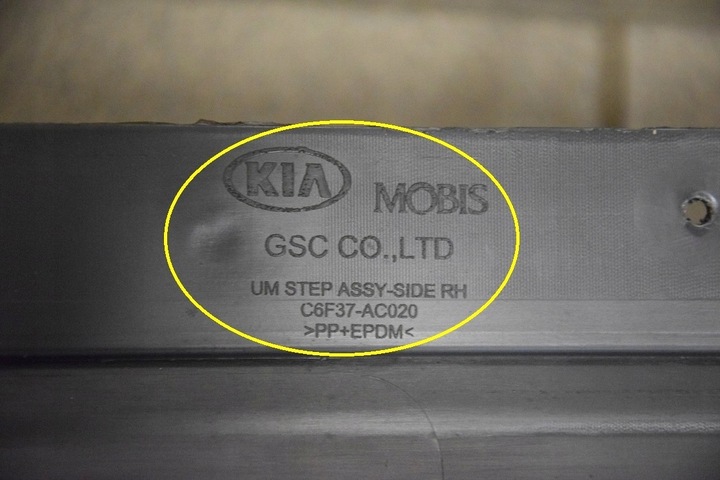 KIA MOBIS
GSC CO.,LTD
UM STEP ASSY-SIDE RH
C6F37-AC020
>PP+EPDM<